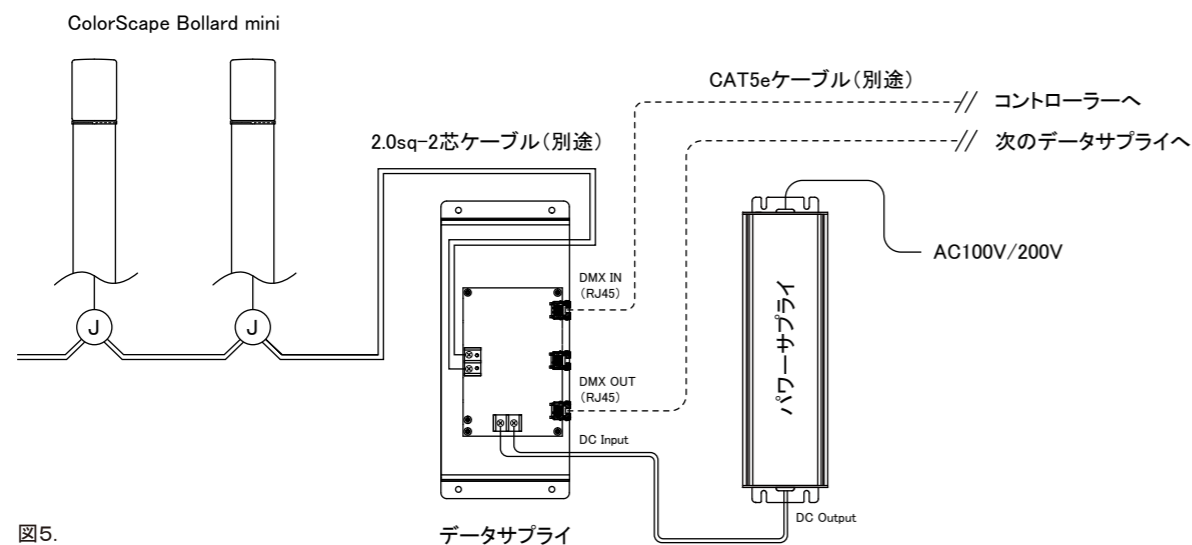 ColorScape Bollard mini
CAT5eケーブル(別途)
コントローラーへ
2.0sq-2芯ケーブル(別途)
次のデータサプライへ
AC100V/200V
DMX IN
(RJ45)
J
J
パワーサプライ
DMX OUT
(RJ45)
DC Input
DC Output
図5.
データサプライ